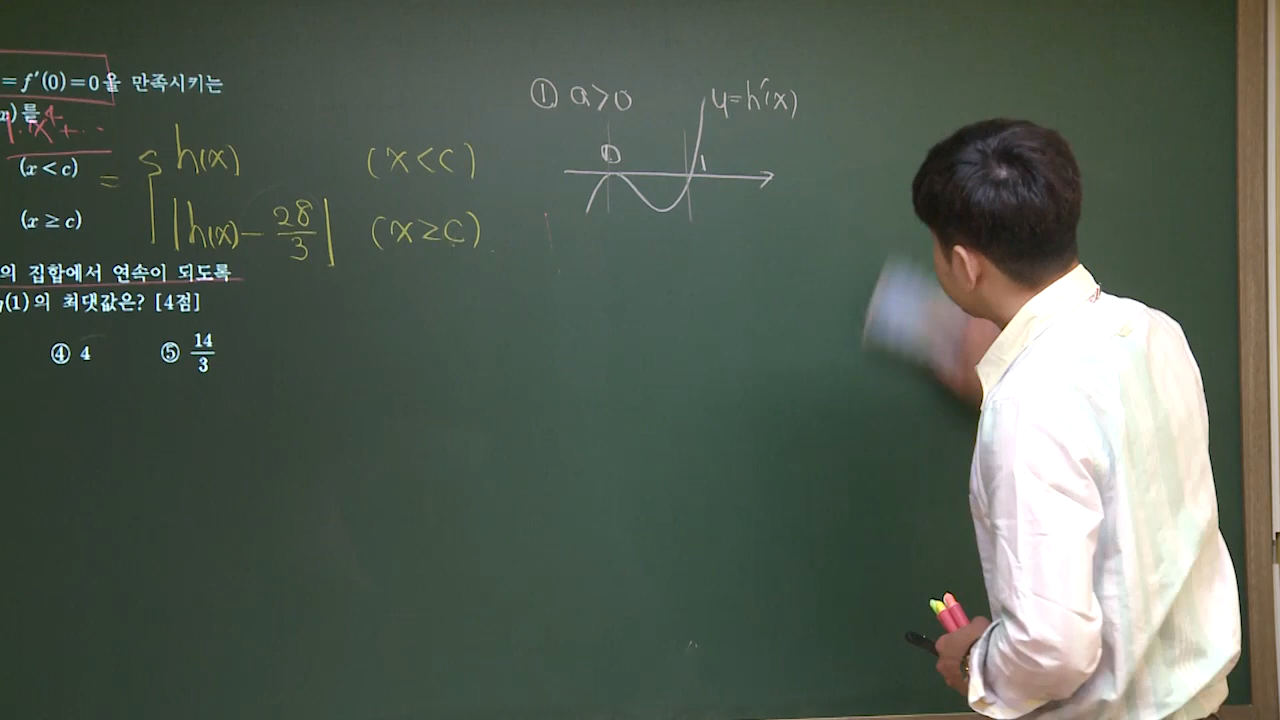 =f′(0)=0을 만족시키는
x)를
1·x⁴+···
(x<c)
(x≥c)
= { h(x) (x<c)
|h(x)-28/3| (x≥c)
의 집합에서 연속이 되도록
(1)의 최댓값은? [4점]
④ 4 ⑤ 14/3
① a>0 y=h′(x)
0 1